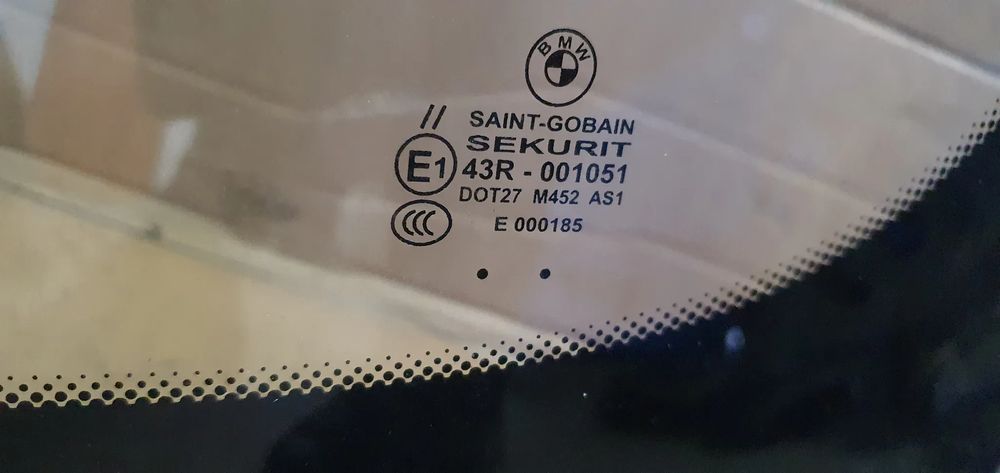 BMW
//
SAINT-GOBAIN
SEKURIT
E1 43R - 001051
DOT27 M452 AS1
CCC E 000185